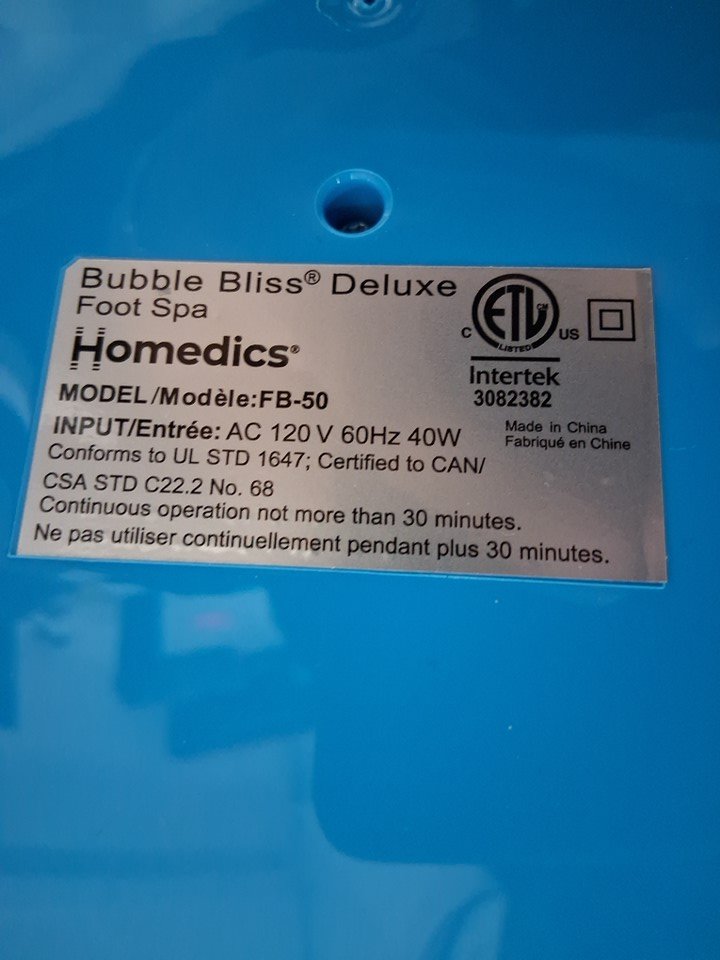 Bubble Bliss® Deluxe
Foot Spa
Homedics®
MODEL/Modèle:FB-50
INPUT/Entrée: AC 120 V 60Hz 40W
Conforms to UL STD 1647; Certified to CAN/
CSA STD C22.2 No. 68
Continuous operation not more than 30 minutes.
Ne pas utiliser continuellement pendant plus 30 minutes.
ETL CM
LISTED
C US
Intertek
3082382
Made in China
Fabriqué en Chine